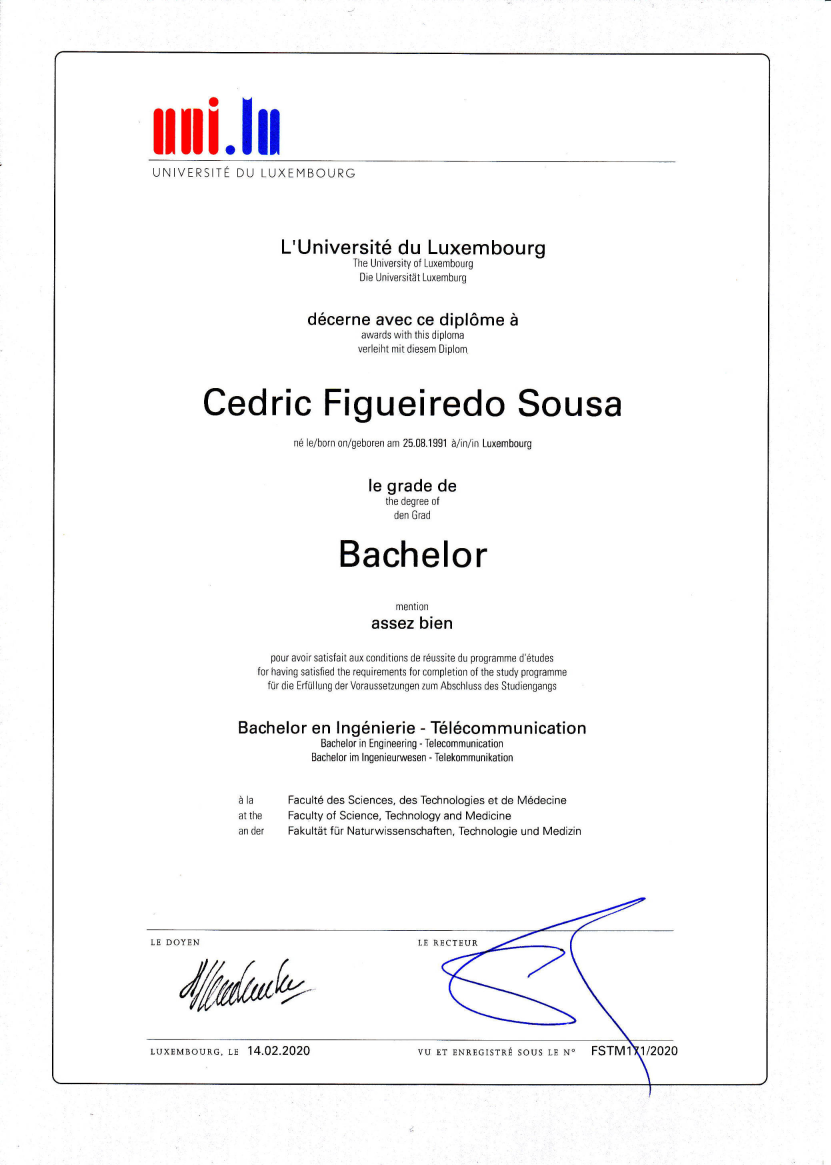 uni.lu
UNIVERSITÉ DU LUXEMBOURG
L'Université du Luxembourg
The University of Luxembourg
Die Universität Luxemburg
décerne avec ce diplôme à
awards with this diploma
verleiht mit diesem Diplom
Cedric Figueiredo Sousa
né le/born on/geboren am 25.08.1991 à/in/in Luxembourg
le grade de
the degree of
den Grad
Bachelor
mention
assez bien
pour avoir satisfait aux conditions de réussite du programme d'études
for having satisfied the requirements for completion of the study programme
für die Erfüllung der Voraussetzungen zum Abschluss des Studiengangs
Bachelor en Ingénierie - Télécommunication
Bachelor in Engineering - Telecommunication
Bachelor im Ingenieurwesen - Telekommunikation
à la Faculté des Sciences, des Technologies et de Médecine
at the Faculty of Science, Technology and Medicine
an der Fakultät für Naturwissenschaften, Technologie und Medizin
LE DOYEN LE RECTEUR
LUXEMBOURG, LE 14.02.2020 VU ET ENREGISTRÉ SOUS LE N° FSTM171/2020